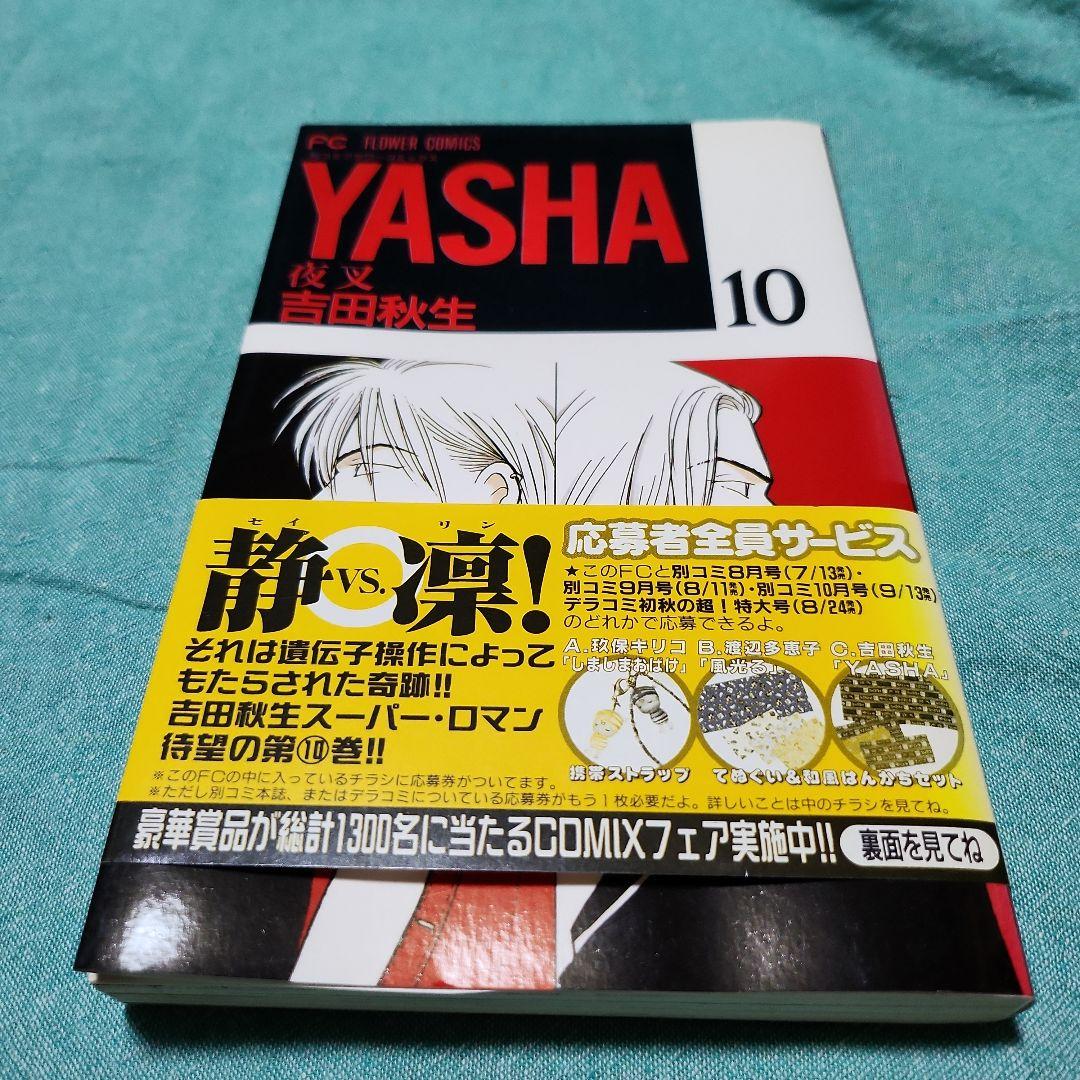 FC FLOWER COMICS
別コミフラワーコミックス
YASHA
夜叉
吉田秋生
10
セイ リン
静VS.凛!
それは遺伝子操作によって
もたらされた奇跡!!
吉田秋生スーパー・ロマン
待望の第⑩巻!!
応募者全員サービス
★このFCと別コミ8月号(7/13発売)・
別コミ9月号(8/11発売)・別コミ10月号(9/13発売)
デラコミ初秋の超!特大号(8/24発売)
のどれかで応募できるよ。
A.玖保キリコ
「しましまおばけ」
B.渡辺多恵子
「風光る」
C.吉田秋生
「YASHA」
携帯ストラップ
てぬぐい&和風はんかちセット
※このFCの中に入っているチラシに応募券がついてます。
※ただし別コミ本誌、またはデラコミについている応募券がもう1枚必要だよ。詳しいことは中のチラシを見てね。
豪華賞品が総計1300名に当たるCOMIXフェア実施中!!
裏面を見てね